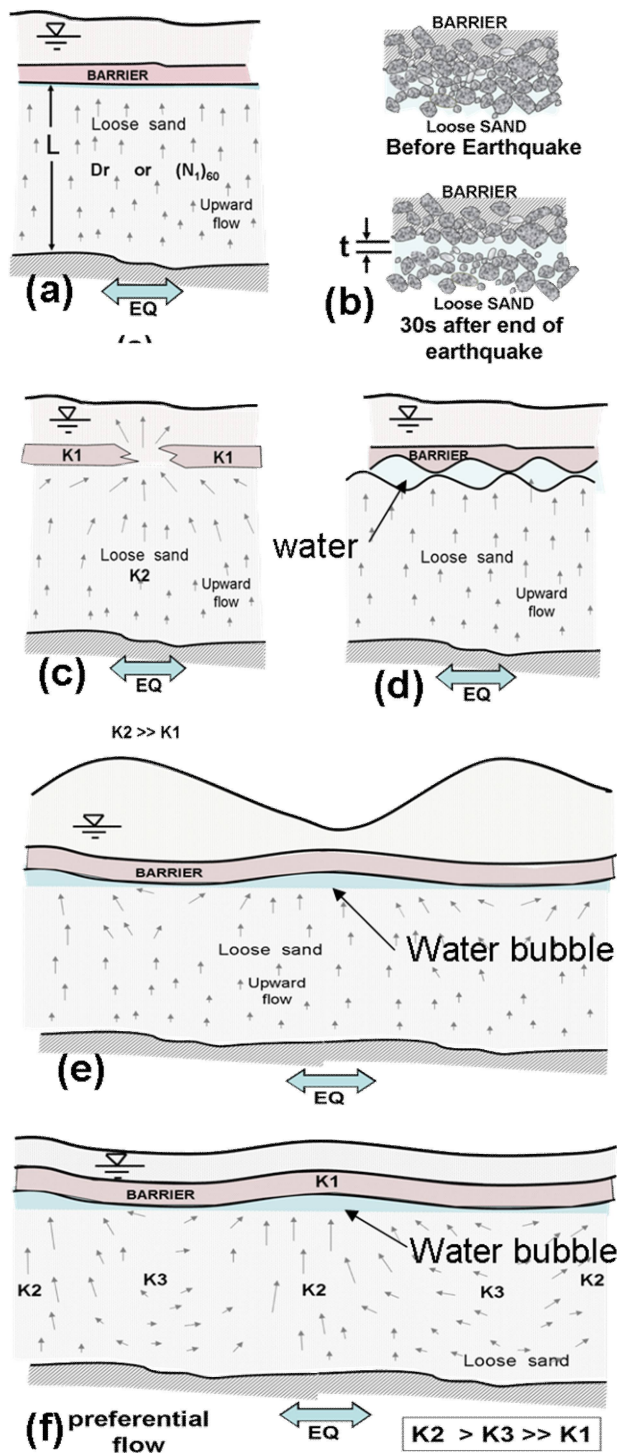 BARRIER
Loose sand
L
Dr or (N₁)₆₀
Upward
flow
(a)
EQ
BARRIER
Loose SAND
Before Earthquake
BARRIER
t
(b)
Loose SAND
30s after end of
earthquake
K1 K1
Loose sand
K2
Upward
flow
(c)
EQ
K2 >> K1
BARRIER
water
Loose sand
Upward
flow
(d)
EQ
BARRIER
Water bubble
Loose sand
Upward
flow
(e)
EQ
K1
BARRIER
Water bubble
K2 K3 K2 K3 K2
Loose sand
(f) preferential
flow
EQ
K2 > K3 >> K1